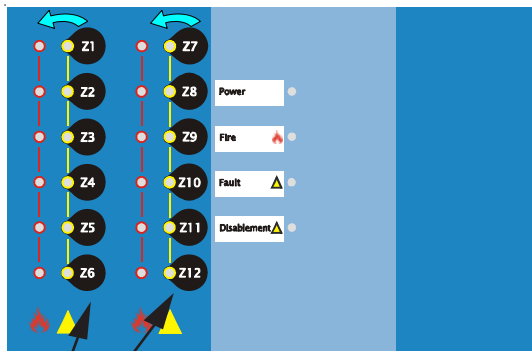 Z1 Z7
Z2 Z8 Power
Z3 Z9 Fire
Z4 Z10 Fault
Z5 Z11 Disablement
Z6 Z12